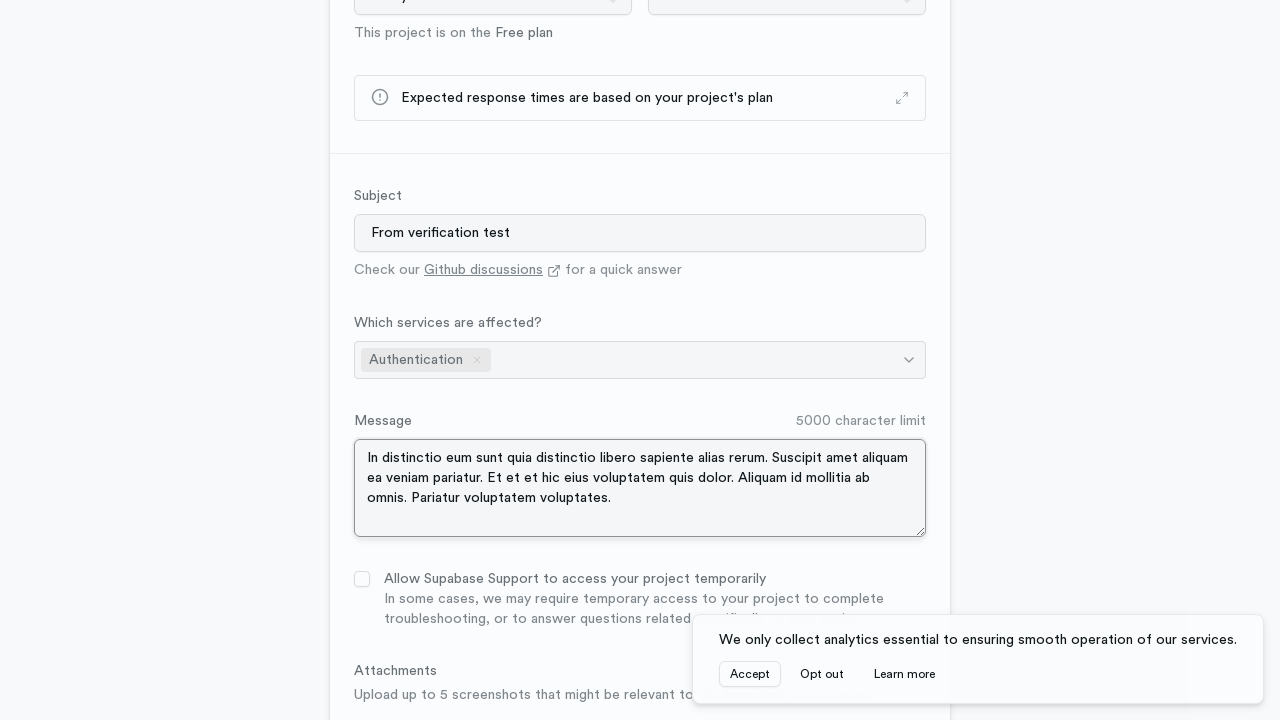 This project is on the Free plan
Expected response times are based on your project's plan
Subject
From verification test
Check our Github discussions for a quick answer
Which services are affected?
Authentication
Message
5000 character limit
In distinctio eum sunt quia distinctio libero sapiente alias rerum. Suscipit amet aliquam
ea veniam pariatur. Et et et hic eius voluptatem quis dolor. Aliquam id mollitia ab
omnis. Pariatur voluptatem voluptates.
Allow Supabase Support to access your project temporarily
In some cases, we may require temporary access to your project to complete
troubleshooting, or to answer questions related
We only collect analytics essential to ensuring smooth operation of our services.
Accept
Opt out
Learn more
Attachments
Upload up to 5 screenshots that might be relevant to